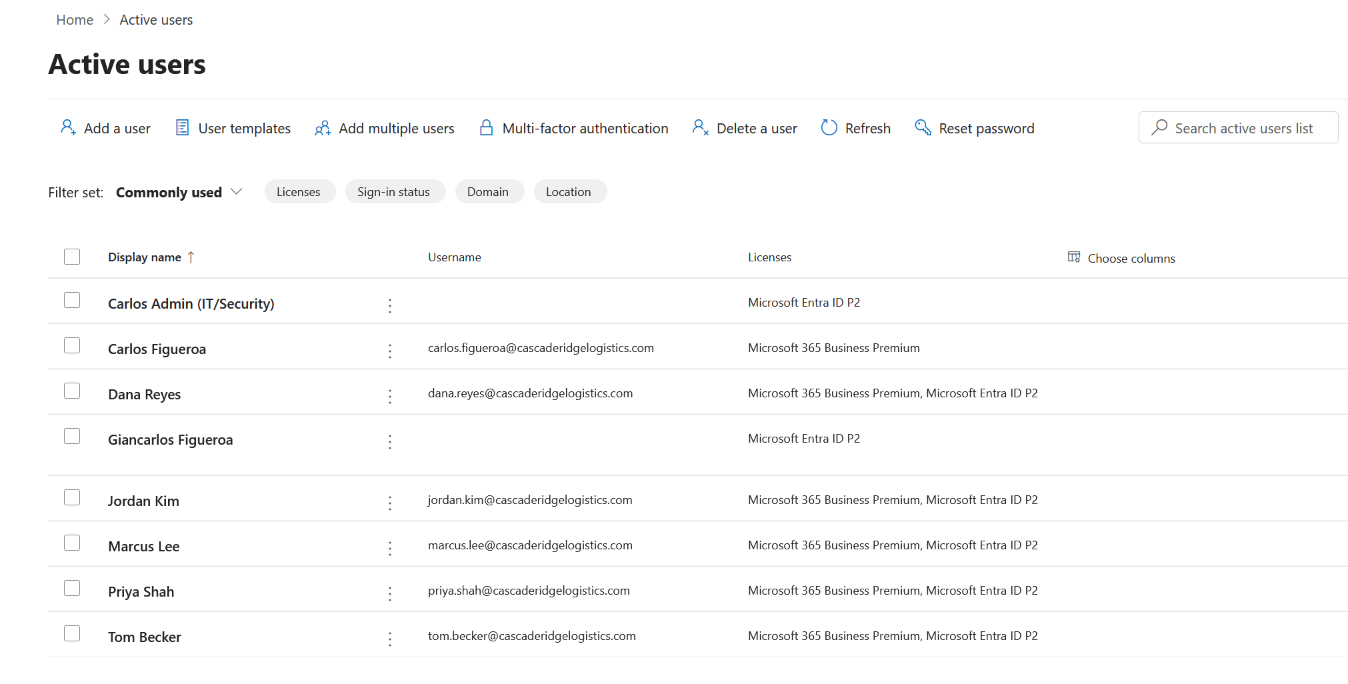 Home > Active users
Active users
Add a user User templates Add multiple users Multi-factor authentication Delete a user Refresh Reset password Search active users list
Filter set: Commonly used Licenses Sign-in status Domain Location
Display name ↑ Username Licenses Choose columns
Carlos Admin (IT/Security) Microsoft Entra ID P2
Carlos Figueroa carlos.figueroa@cascaderidgelogistics.com Microsoft 365 Business Premium
Dana Reyes dana.reyes@cascaderidgelogistics.com Microsoft 365 Business Premium, Microsoft Entra ID P2
Giancarlos Figueroa Microsoft Entra ID P2
Jordan Kim jordan.kim@cascaderidgelogistics.com Microsoft 365 Business Premium, Microsoft Entra ID P2
Marcus Lee marcus.lee@cascaderidgelogistics.com Microsoft 365 Business Premium, Microsoft Entra ID P2
Priya Shah priya.shah@cascaderidgelogistics.com Microsoft 365 Business Premium, Microsoft Entra ID P2
Tom Becker tom.becker@cascaderidgelogistics.com Microsoft 365 Business Premium, Microsoft Entra ID P2